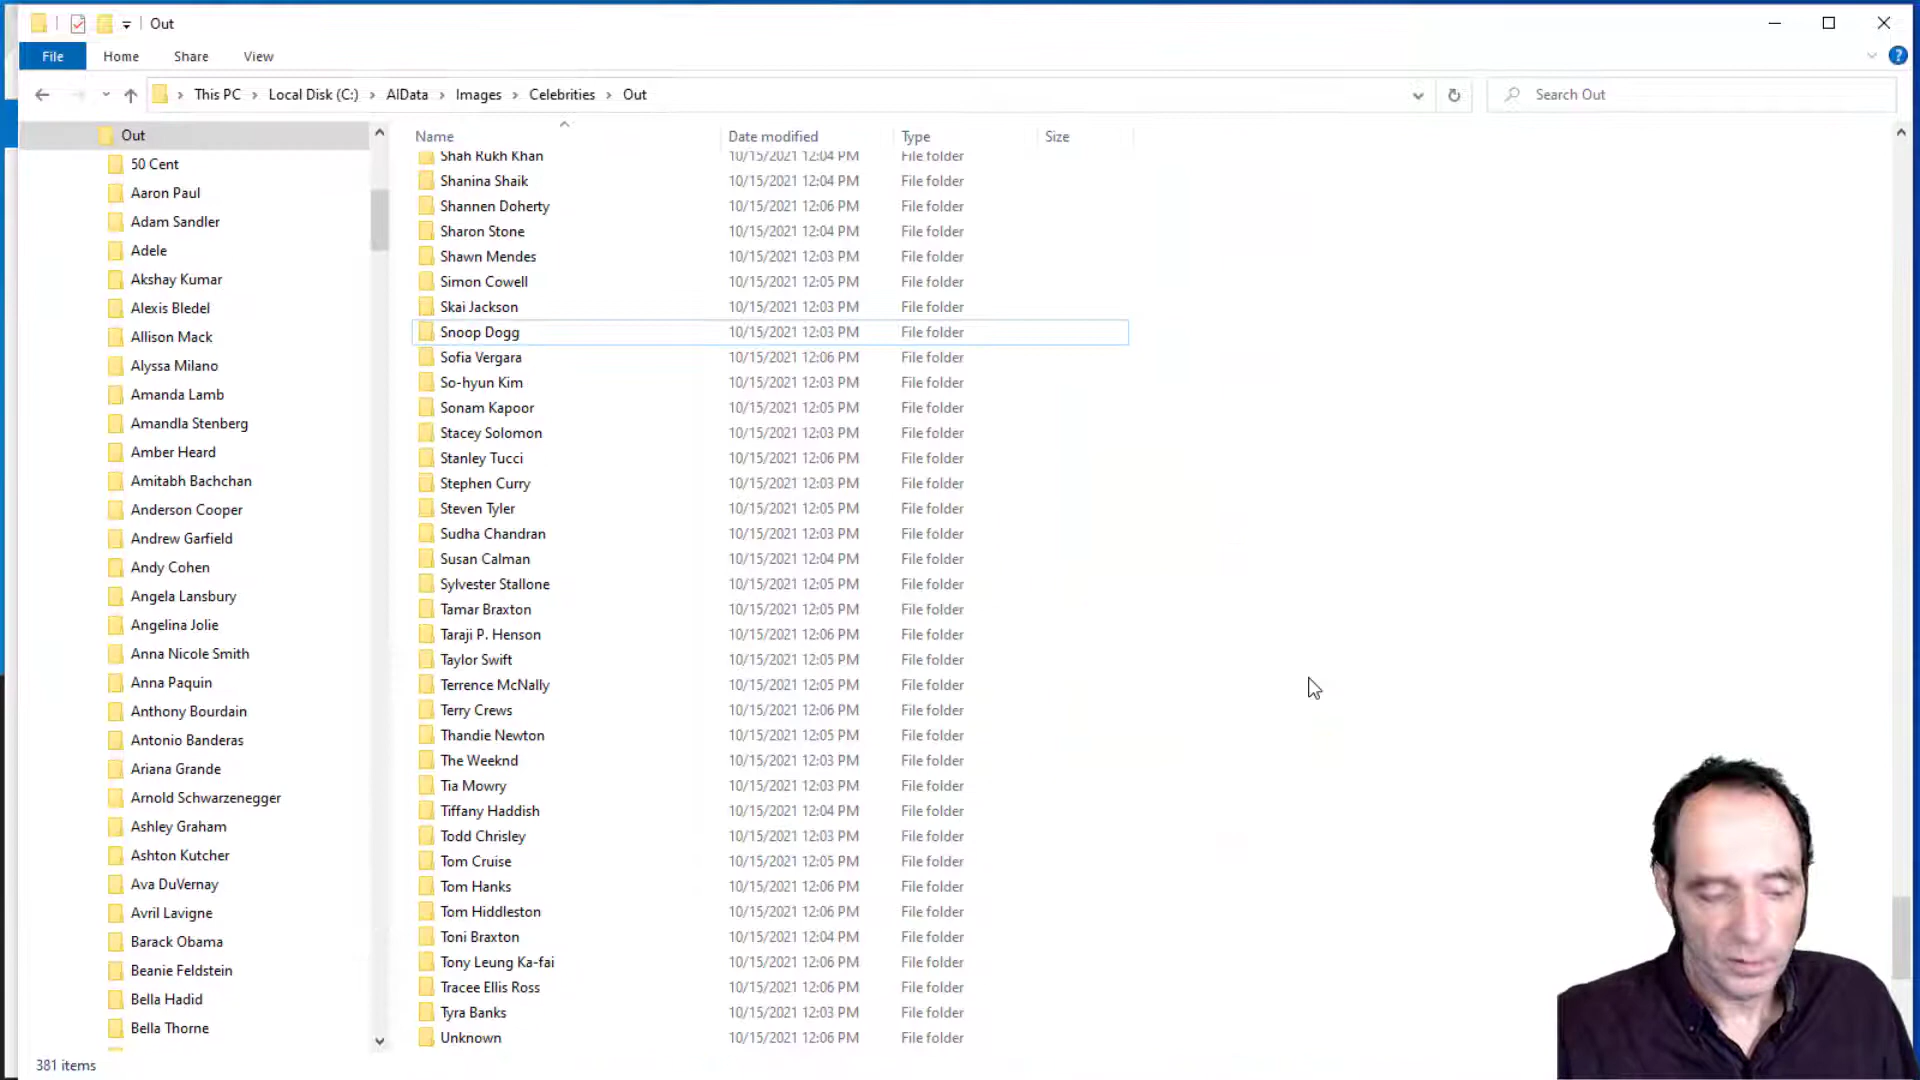 Out
File Home Share View
This PC Local Disk (C:) AIData Images Celebrities Out
Search Out
Out
50 Cent
Aaron Paul
Adam Sandler
Adele
Akshay Kumar
Alexis Bledel
Allison Mack
Alyssa Milano
Amanda Lamb
Amandla Stenberg
Amber Heard
Amitabh Bachchan
Anderson Cooper
Andrew Garfield
Andy Cohen
Angela Lansbury
Angelina Jolie
Anna Nicole Smith
Anna Paquin
Anthony Bourdain
Antonio Banderas
Ariana Grande
Arnold Schwarzenegger
Ashley Graham
Ashton Kutcher
Ava DuVernay
Avril Lavigne
Barack Obama
Beanie Feldstein
Bella Hadid
Bella Thorne
Name Date modified Type Size
Shah Rukh Khan 10/15/2021 12:04 PM File folder
Shanina Shaik 10/15/2021 12:04 PM File folder
Shannen Doherty 10/15/2021 12:06 PM File folder
Sharon Stone 10/15/2021 12:04 PM File folder
Shawn Mendes 10/15/2021 12:03 PM File folder
Simon Cowell 10/15/2021 12:05 PM File folder
Skai Jackson 10/15/2021 12:03 PM File folder
Snoop Dogg 10/15/2021 12:03 PM File folder
Sofia Vergara 10/15/2021 12:06 PM File folder
So-hyun Kim 10/15/2021 12:03 PM File folder
Sonam Kapoor 10/15/2021 12:05 PM File folder
Stacey Solomon 10/15/2021 12:03 PM File folder
Stanley Tucci 10/15/2021 12:06 PM File folder
Stephen Curry 10/15/2021 12:03 PM File folder
Steven Tyler 10/15/2021 12:05 PM File folder
Sudha Chandran 10/15/2021 12:03 PM File folder
Susan Calman 10/15/2021 12:04 PM File folder
Sylvester Stallone 10/15/2021 12:05 PM File folder
Tamar Braxton 10/15/2021 12:05 PM File folder
Taraji P. Henson 10/15/2021 12:06 PM File folder
Taylor Swift 10/15/2021 12:05 PM File folder
Terrence McNally 10/15/2021 12:05 PM File folder
Terry Crews 10/15/2021 12:06 PM File folder
Thandie Newton 10/15/2021 12:05 PM File folder
The Weeknd 10/15/2021 12:03 PM File folder
Tia Mowry 10/15/2021 12:03 PM File folder
Tiffany Haddish 10/15/2021 12:04 PM File folder
Todd Chrisley 10/15/2021 12:03 PM File folder
Tom Cruise 10/15/2021 12:05 PM File folder
Tom Hanks 10/15/2021 12:06 PM File folder
Tom Hiddleston 10/15/2021 12:06 PM File folder
Toni Braxton 10/15/2021 12:04 PM File folder
Tony Leung Ka-fai 10/15/2021 12:06 PM File folder
Tracee Ellis Ross 10/15/2021 12:06 PM File folder
Tyra Banks 10/15/2021 12:03 PM File folder
Unknown 10/15/2021 12:06 PM File folder
381 items